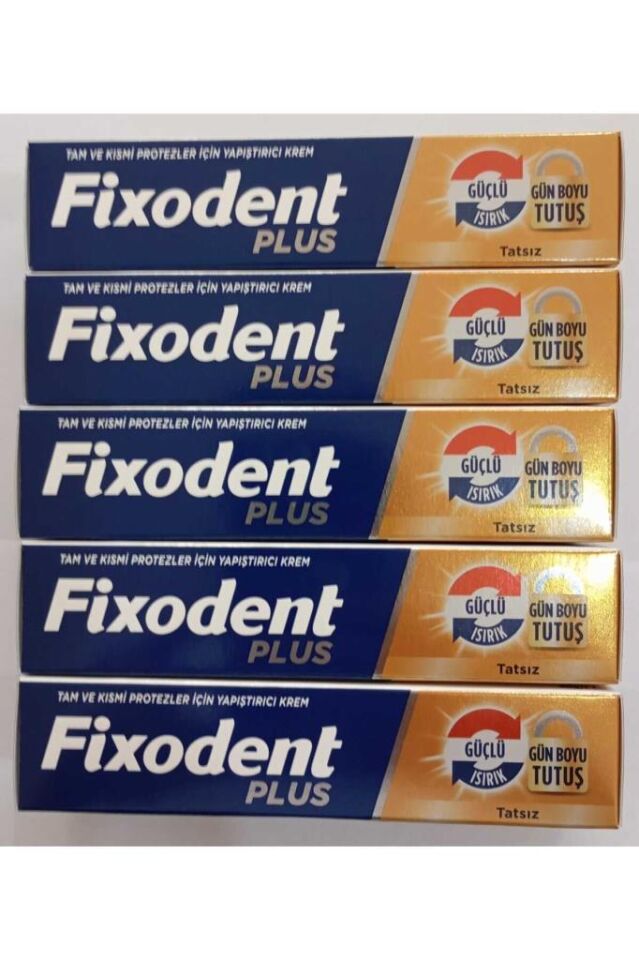 TAM VE KISMİ PROTEZLER İÇİN YAPIŞTIRICI KREM
Fixodent
PLUS
GÜÇLÜ
ISIRIK
GÜN BOYU
TUTUŞ
Tatsız
TAM VE KISMİ PROTEZLER İÇİN YAPIŞTIRICI KREM
Fixodent
PLUS
GÜÇLÜ
ISIRIK
GÜN BOYU
TUTUŞ
Tatsız
TAM VE KISMİ PROTEZLER İÇİN YAPIŞTIRICI KREM
Fixodent
PLUS
GÜÇLÜ
ISIRIK
GÜN BOYU
TUTUŞ
Tatsız
TAM VE KISMİ PROTEZLER İÇİN YAPIŞTIRICI KREM
Fixodent
PLUS
GÜÇLÜ
ISIRIK
GÜN BOYU
TUTUŞ
Tatsız
TAM VE KISMİ PROTEZLER İÇİN YAPIŞTIRICI KREM
Fixodent
PLUS
GÜÇLÜ
ISIRIK
GÜN BOYU
TUTUŞ
Tatsız